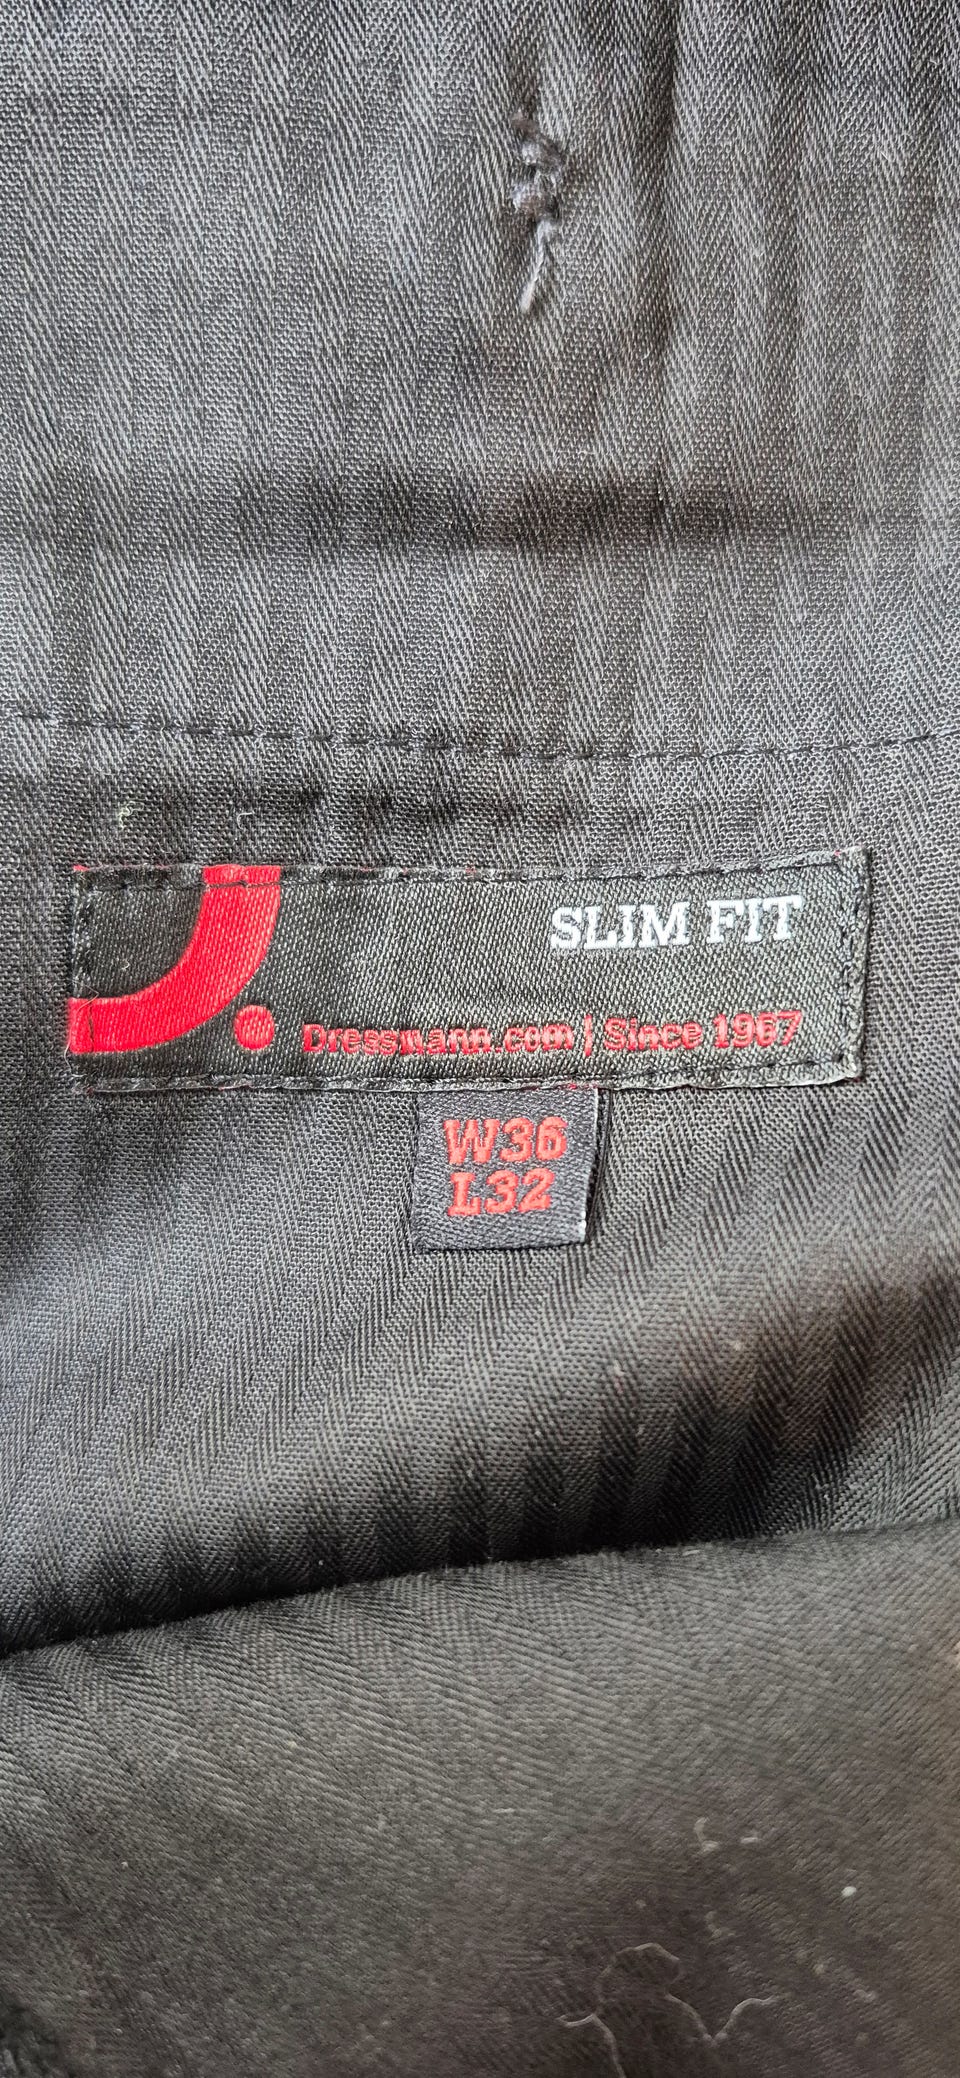 SLIM FIT
Dressmann.com | Since 1967
W36
L32